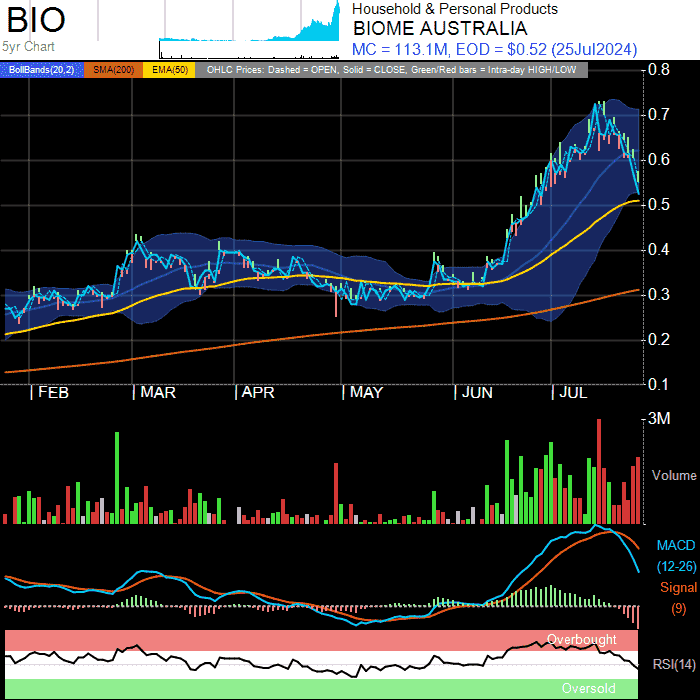 BIO
5yr Chart
Household & Personal Products
BIOME AUSTRALIA
MC = 113.1M, EOD = $0.52 (25Jul2024)
BollBands(20,2) SMA(200) EMA(50) OHLC Prices: Dashed = OPEN, Solid = CLOSE, Green/Red bars = Intra-day HIGH/LOW
0.8
0.7
0.6
0.5
0.4
0.3
0.2
0.1
FEB MAR APR MAY JUN JUL
3M
Volume
MACD
(12-26)
Signal
(9)
Overbought
RSI(14)
Oversold